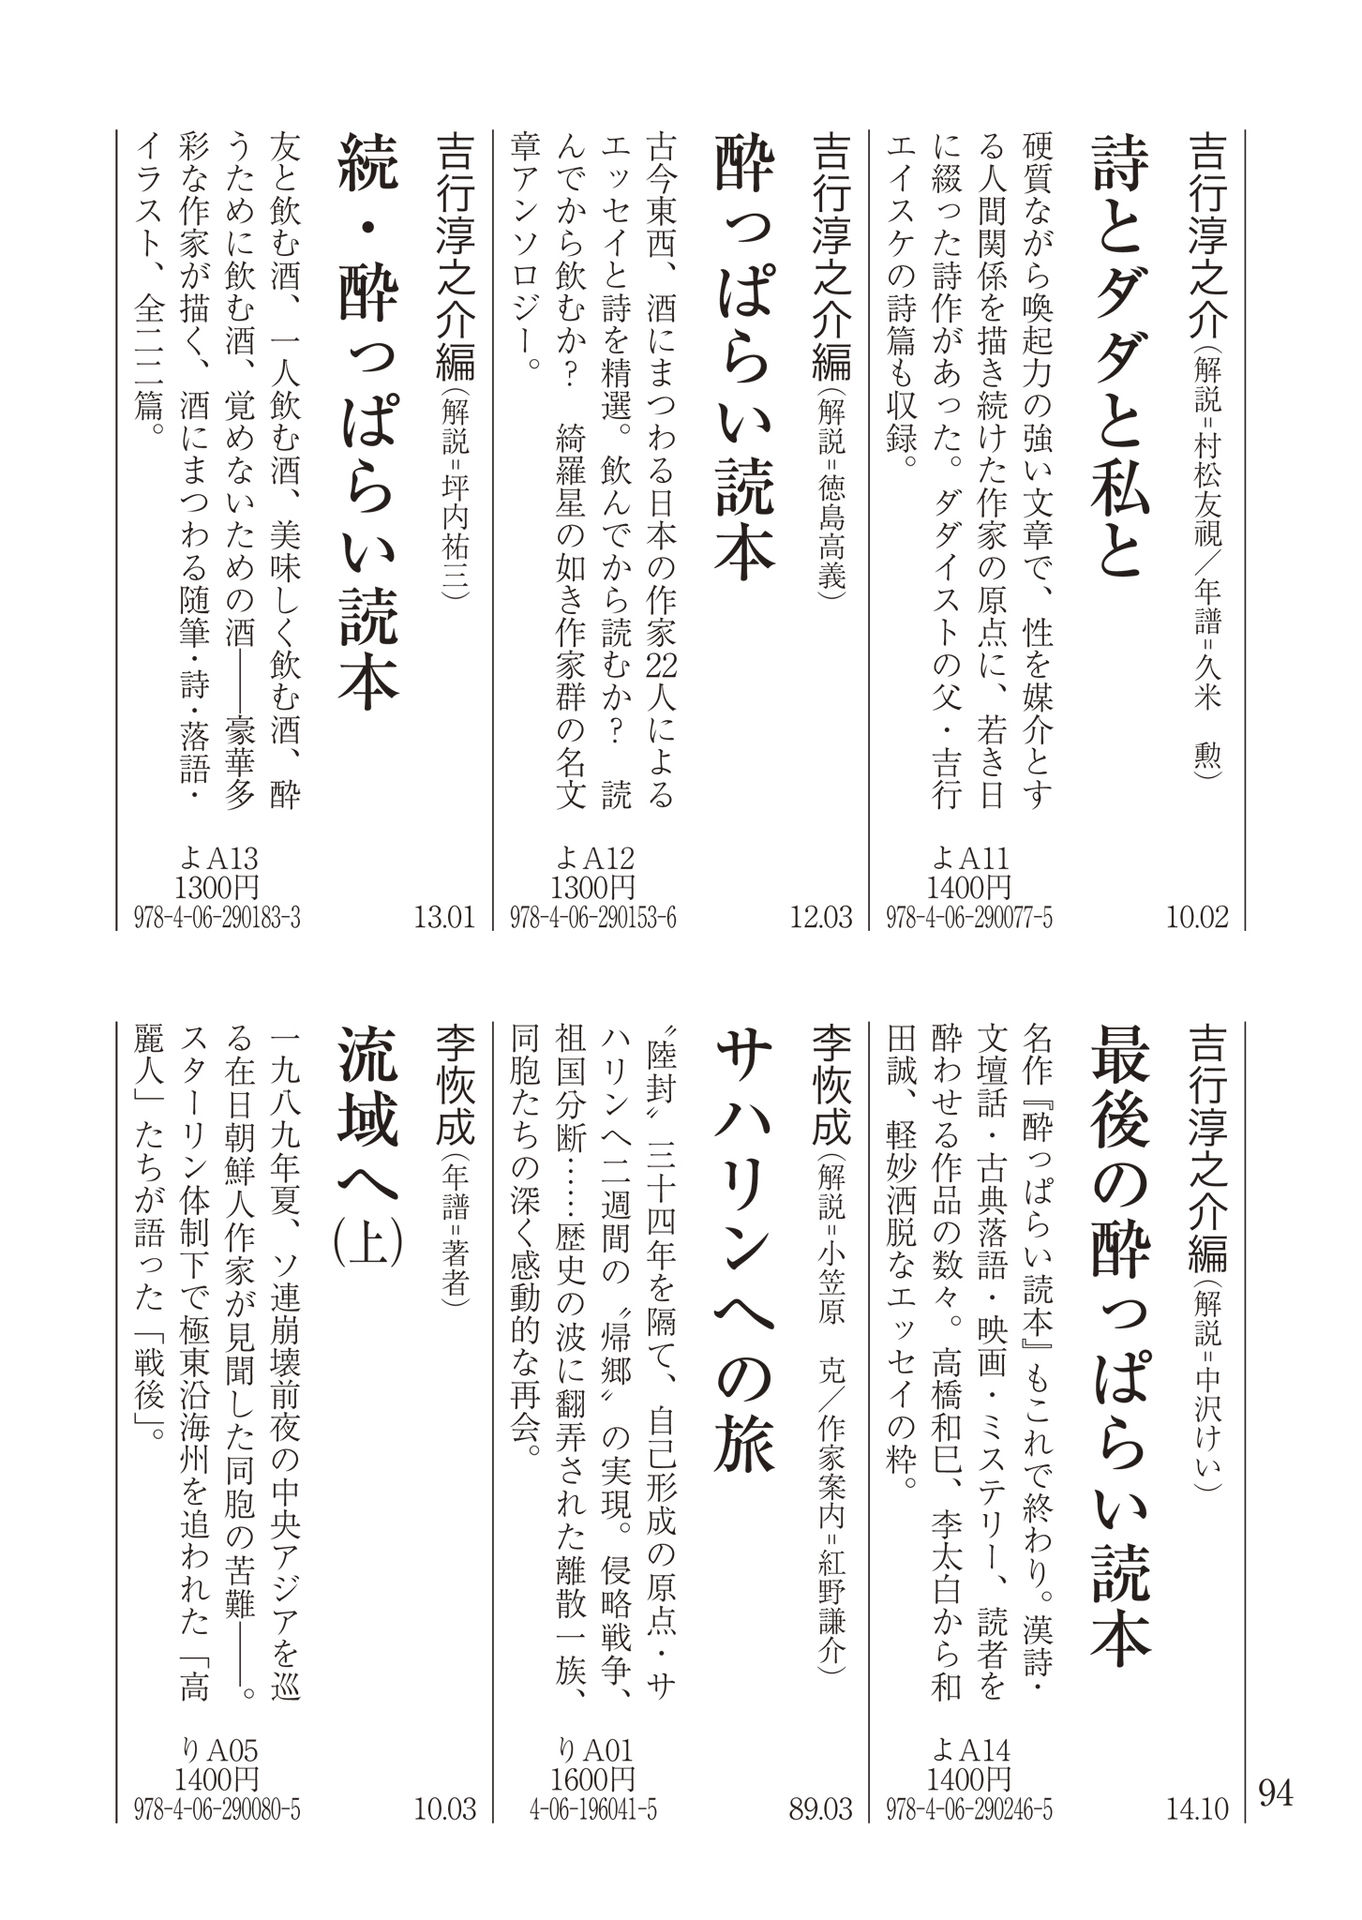 吉行淳之介(解説=村松友視/年譜=久米 勲)
詩とダダと私と
硬質ながら喚起力の強い文章で、性を媒介とす
る人間関係を描き続けた作家の原点に、若き日
に綴った詩作があった。ダダイストの父・吉行
エイスケの詩篇も収録。
10.02
よA11
1400円
978-4-06-290077-5
吉行淳之介編(解説=徳島高義)
酔っぱらい読本
古今東西、酒にまつわる日本の作家22人による
エッセイと詩を精選。飲んでから読むか? 読
んでから飲むか? 綺羅星の如き作家群の名文
章アンソロジー。
12.03
よA12
1300円
978-4-06-290153-6
吉行淳之介編(解説=坪内祐三)
続・酔っぱらい読本
友と飲む酒、一人飲む酒、美味しく飲む酒、酔
うために飲む酒、覚めないための酒――豪華多
彩な作家が描く、酒にまつわる随筆・詩・落語・
イラスト、全二二篇。
13.01
よA13
1300円
978-4-06-290183-3
吉行淳之介編(解説=中沢けい)
最後の酔っぱらい読本
名作『酔っぱらい読本』もこれで終わり。漢詩・
文壇話・古典落語・映画・ミステリー、読者を
酔わせる作品の数々。高橋和巳、李太白から和
田誠、軽妙洒脱なエッセイの粋。
14.10
よA14
1400円
978-4-06-290246-5
李恢成(解説=小笠原 克/作家案内=紅野謙介)
サハリンへの旅
〝陸封〟三十四年を隔て、自己形成の原点・サ
ハリンへ二週間の〝帰郷〟の実現。侵略戦争、
祖国分断……歴史の波に翻弄された離散一族、
同胞たちの深く感動的な再会。
89.03
りA01
1600円
4-06-196041-5
李恢成(年譜=著者)
流域へ(上)
一九八九年夏、ソ連崩壊前夜の中央アジアを巡
る在日朝鮮人作家が見聞した同胞の苦難――。
スターリン体制下で極東沿海州を追われた「高
麗人」たちが語った「戦後」。
10.03
りA05
1400円
978-4-06-290080-5
94